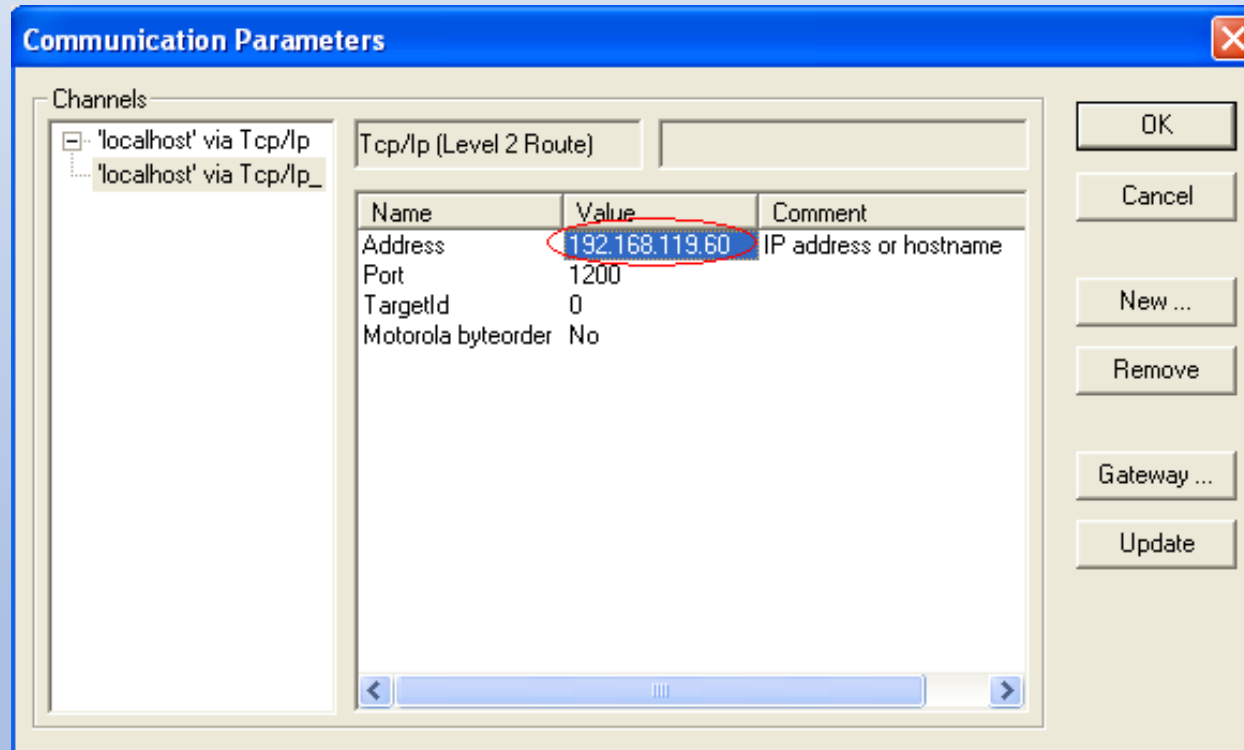 Communication Parameters
Channels
'localhost' via Tcp/Ip
'localhost' via Tcp/Ip_
Tcp/Ip (Level 2 Route)
Name Value Comment
Address 192.168.119.60 IP address or hostname
Port 1200
TargetId 0
Motorola byteorder No
OK
Cancel
New ...
Remove
Gateway ...
Update